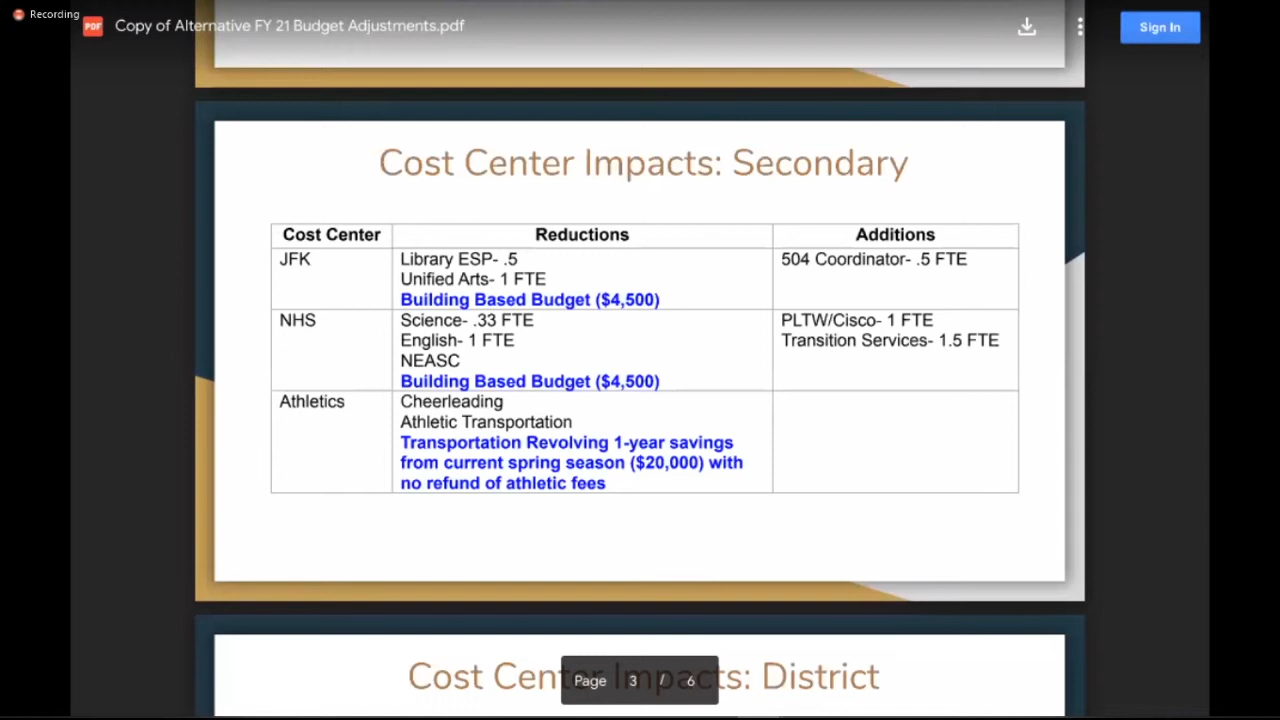 Recording
PDF
Copy of Alternative FY 21 Budget Adjustments.pdf
Sign In
Cost Center Impacts: Secondary
Cost Center Reductions Additions
JFK
Library ESP- .5
Unified Arts- 1 FTE
Building Based Budget ($4,500)
504 Coordinator- .5 FTE
NHS
Science- .33 FTE
English- 1 FTE
NEASC
Building Based Budget ($4,500)
PLTW/Cisco- 1 FTE
Transition Services- 1.5 FTE
Athletics
Cheerleading
Athletic Transportation
Transportation Revolving 1-year savings
from current spring season ($20,000) with
no refund of athletic fees
Cost Center Impacts: District
Page 3 / 6